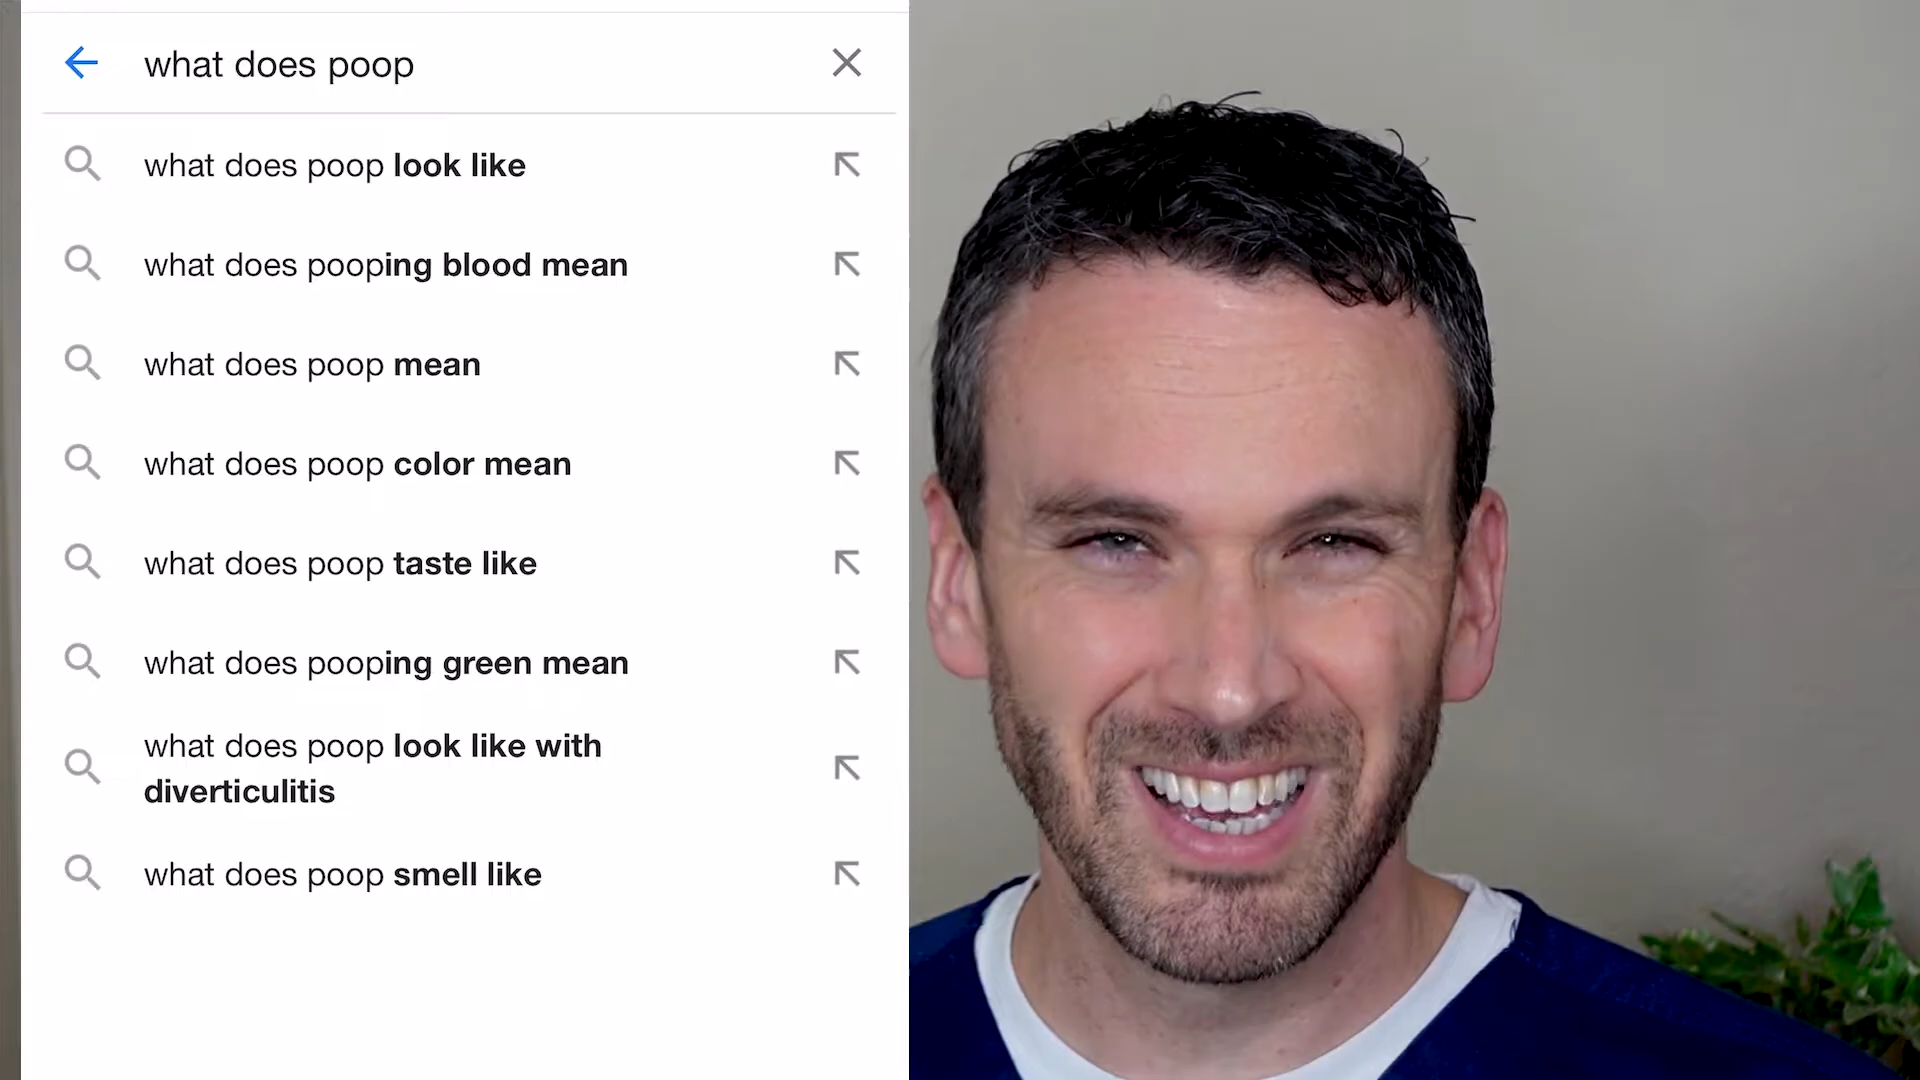 what does poop
what does poop look like
what does pooping blood mean
what does poop mean
what does poop color mean
what does poop taste like
what does pooping green mean
what does poop look like with
diverticulitis
what does poop smell like